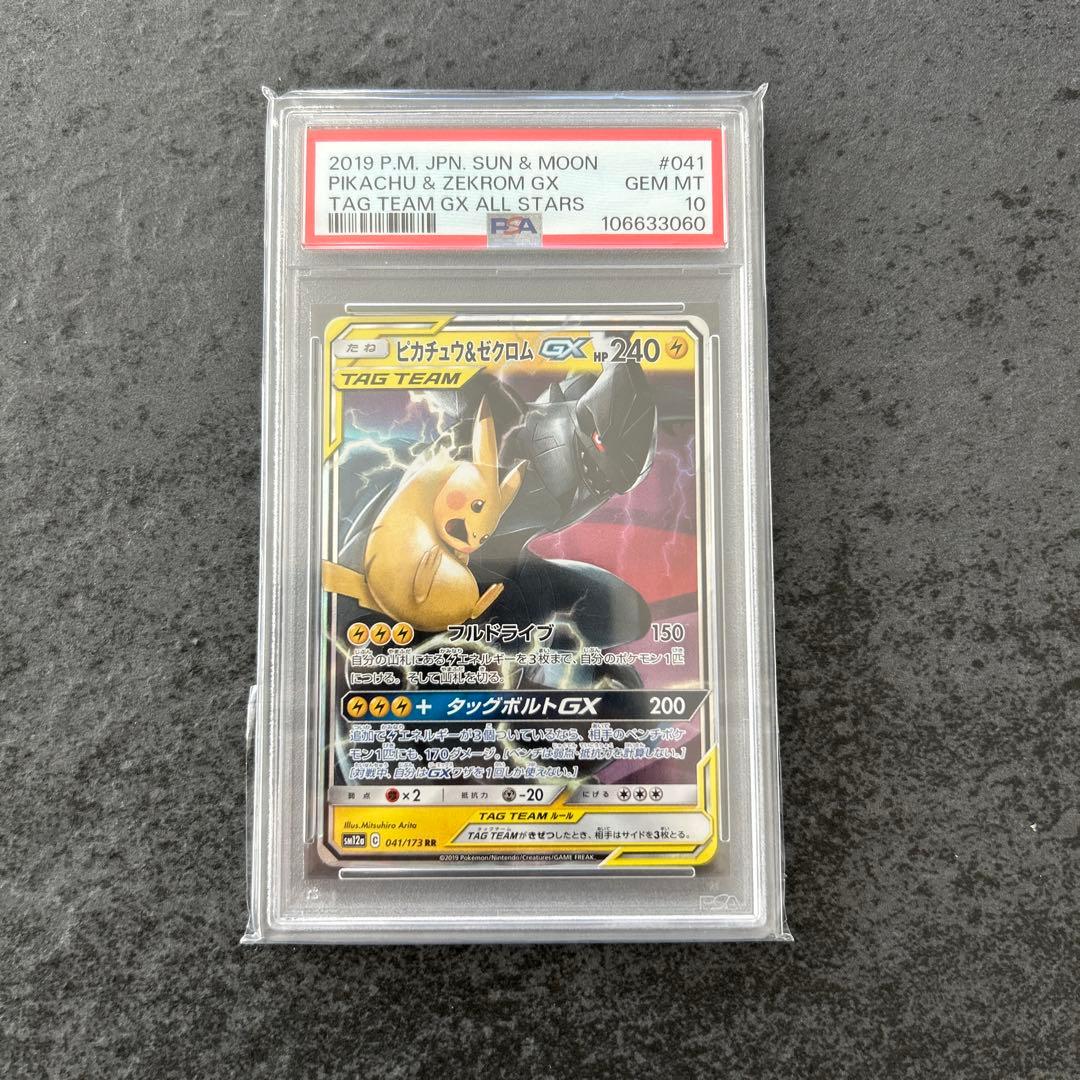 2019 P.M. JPN. SUN & MOON #041
PIKACHU & ZEKROM GX GEM MT
TAG TEAM GX ALL STARS 10
PSA 106633060
たね ピカチュウ&ゼクロムGX HP240
TAG TEAM
フルドライブ 150
自分の山札にあるエネルギーを3枚まで、自分のポケモン1匹
につける。そして山札を切る。
+ タッグボルトGX 200
追加でエネルギーが3個ついているなら、相手のベンチポケ
モン1匹にも、170ダメージ。[ベンチは弱点・抵抗力を計算しない。]
[対戦中、自分はGXワザを1回しか使えない。]
弱点 ×2 抵抗力 -20 にげる
Illus.Mitsuhiro Arita
TAG TEAM ルール
TAG TEAMがきぜつしたとき、相手はサイドを3枚とる。
sm12a C 041/173 RR
©2019 Pokémon/Nintendo/Creatures/GAME FREAK.
PSA